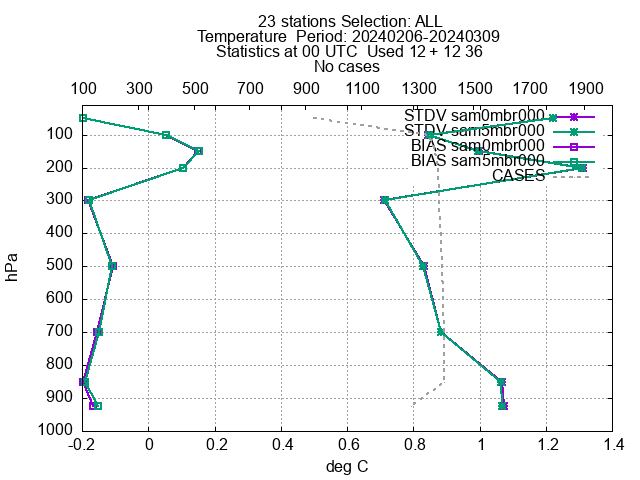 23 stations Selection: ALL
Temperature  Period: 20240206-20240309
Statistics at 00 UTC  Used 12 + 12 36
No cases
100 300 500 700 900 1100 1300 1500 1700 1900
STDV sam0mbr000
STDV sam5mbr000
BIAS sam0mbr000
BIAS sam5mbr000
CASES
100
200
300
400
500
600
700
800
900
1000
hPa
-0.2 0 0.2 0.4 0.6 0.8 1 1.2 1.4
deg C